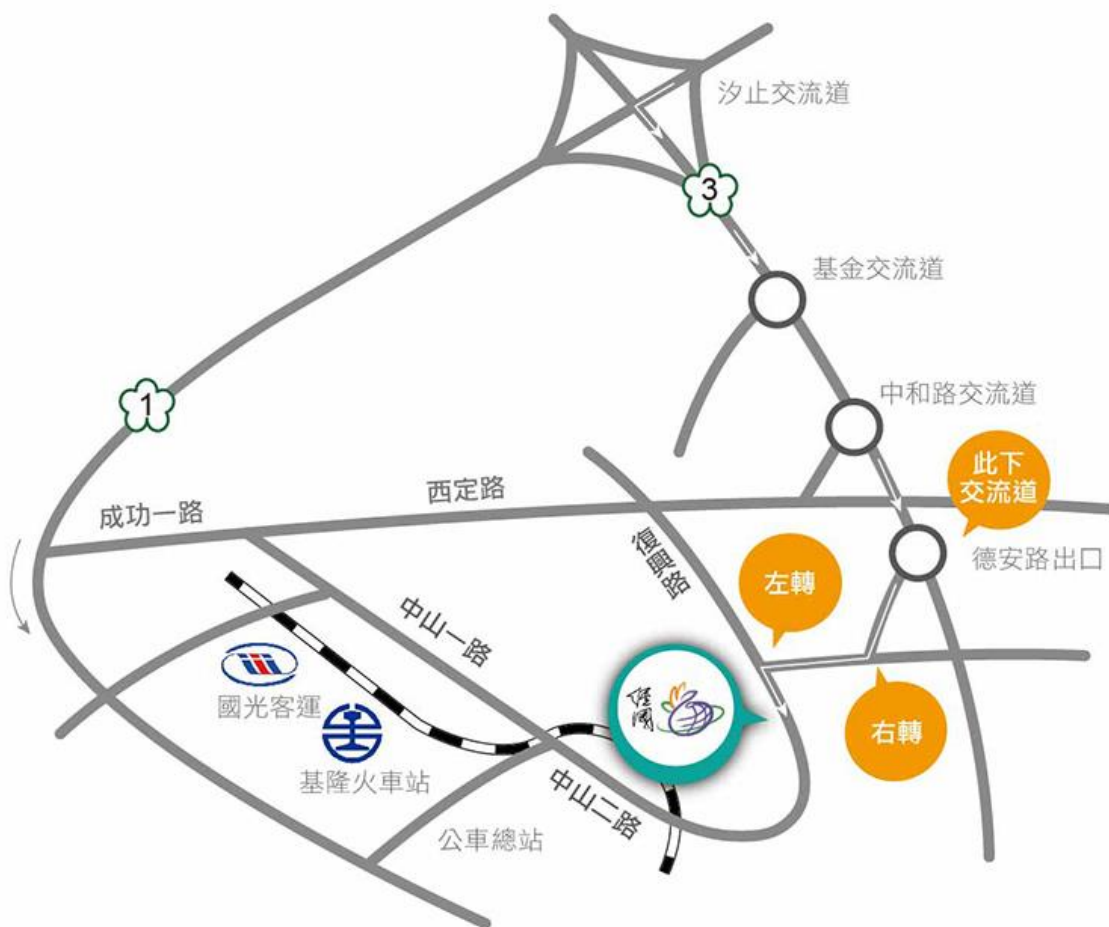 汐止交流道
3
基金交流道
1
中和路交流道
此下
交流道
西定路
成功一路
復興路
德安路出口
左轉
中山一路
國光客運
經國
右轉
基隆火車站
中山二路
公車總站